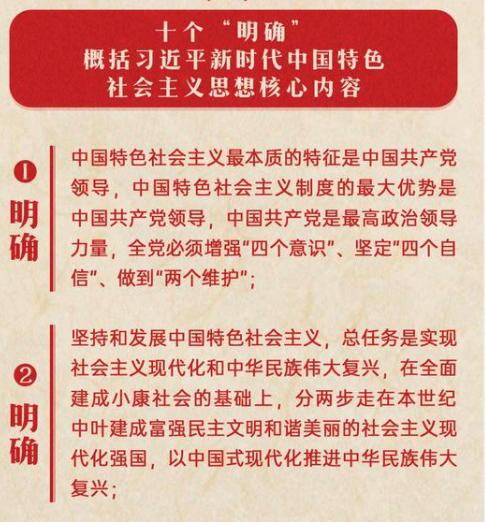 十个“明确”
概括习近平新时代中国特色
社会主义思想核心内容
❶
明
确
中国特色社会主义最本质的特征是中国共产党
领导，中国特色社会主义制度的最大优势是
中国共产党领导，中国共产党是最高政治领导
力量，全党必须增强“四个意识”、坚定“四个自
信”、做到“两个维护”；
❷
明
确
坚持和发展中国特色社会主义，总任务是实现
社会主义现代化和中华民族伟大复兴，在全面
建成小康社会的基础上，分两步走在本世纪
中叶建成富强民主文明和谐美丽的社会主义现
代化强国，以中国式现代化推进中华民族伟大
复兴；